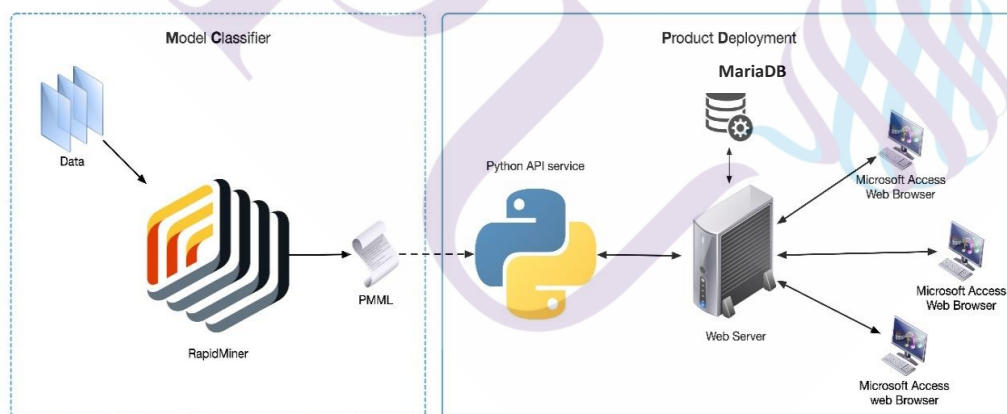 Model Classifier
Data
RapidMiner
PMML
Product Deployment
MariaDB
Python API service
Web Server
Microsoft Access
Web Browser
Microsoft Access
Web Browser
Microsoft Access
web Browser